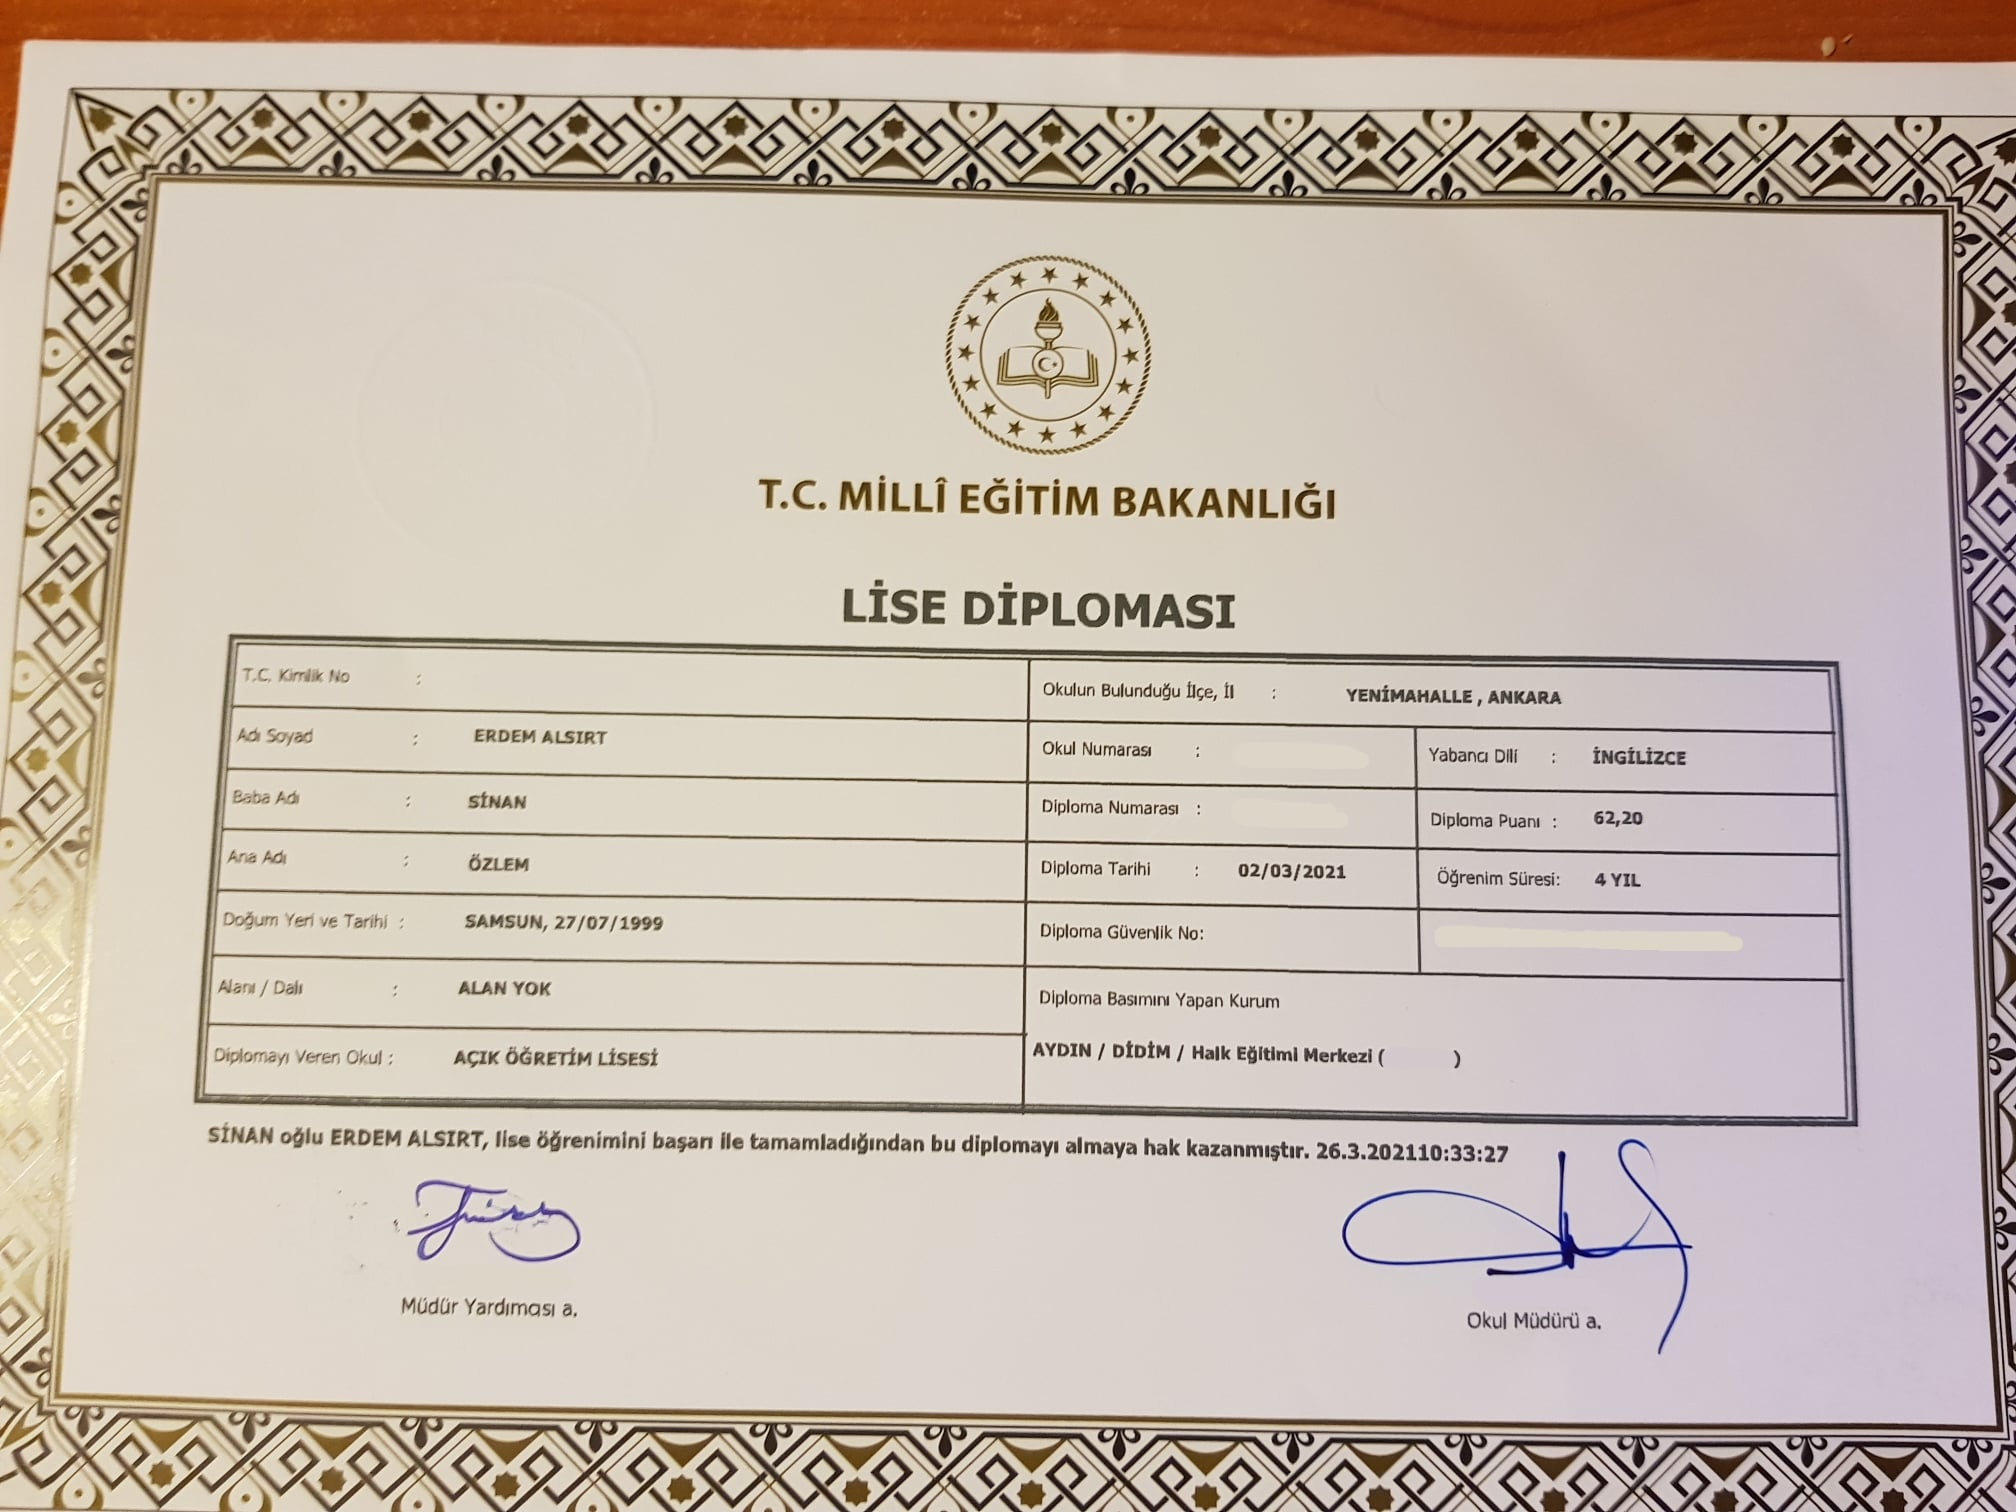 T.C. MİLLÎ EĞİTİM BAKANLIĞI
LİSE DİPLOMASI
T.C. Kimlik No :
Adı Soyad : ERDEM ALSIRT
Baba Adı : SİNAN
Ana Adı : ÖZLEM
Doğum Yeri ve Tarihi : SAMSUN, 27/07/1999
Alanı / Dalı : ALAN YOK
Diplomayı Veren Okul : AÇIK ÖĞRETİM LİSESİ
Okulun Bulunduğu İlçe, İl : YENİMAHALLE , ANKARA
Okul Numarası : Yabancı Dili : İNGİLİZCE
Diploma Numarası : Diploma Puanı : 62,20
Diploma Tarihi : 02/03/2021 Öğrenim Süresi: 4 YIL
Diploma Güvenlik No:
Diploma Basımını Yapan Kurum
AYDIN / DİDİM / Halk Eğitimi Merkezi ( )
SİNAN oğlu ERDEM ALSIRT, lise öğrenimini başarı ile tamamladığından bu diplomayı almaya hak kazanmıştır. 26.3.202110:33:27
Müdür Yardıması a.
Okul Müdürü a.